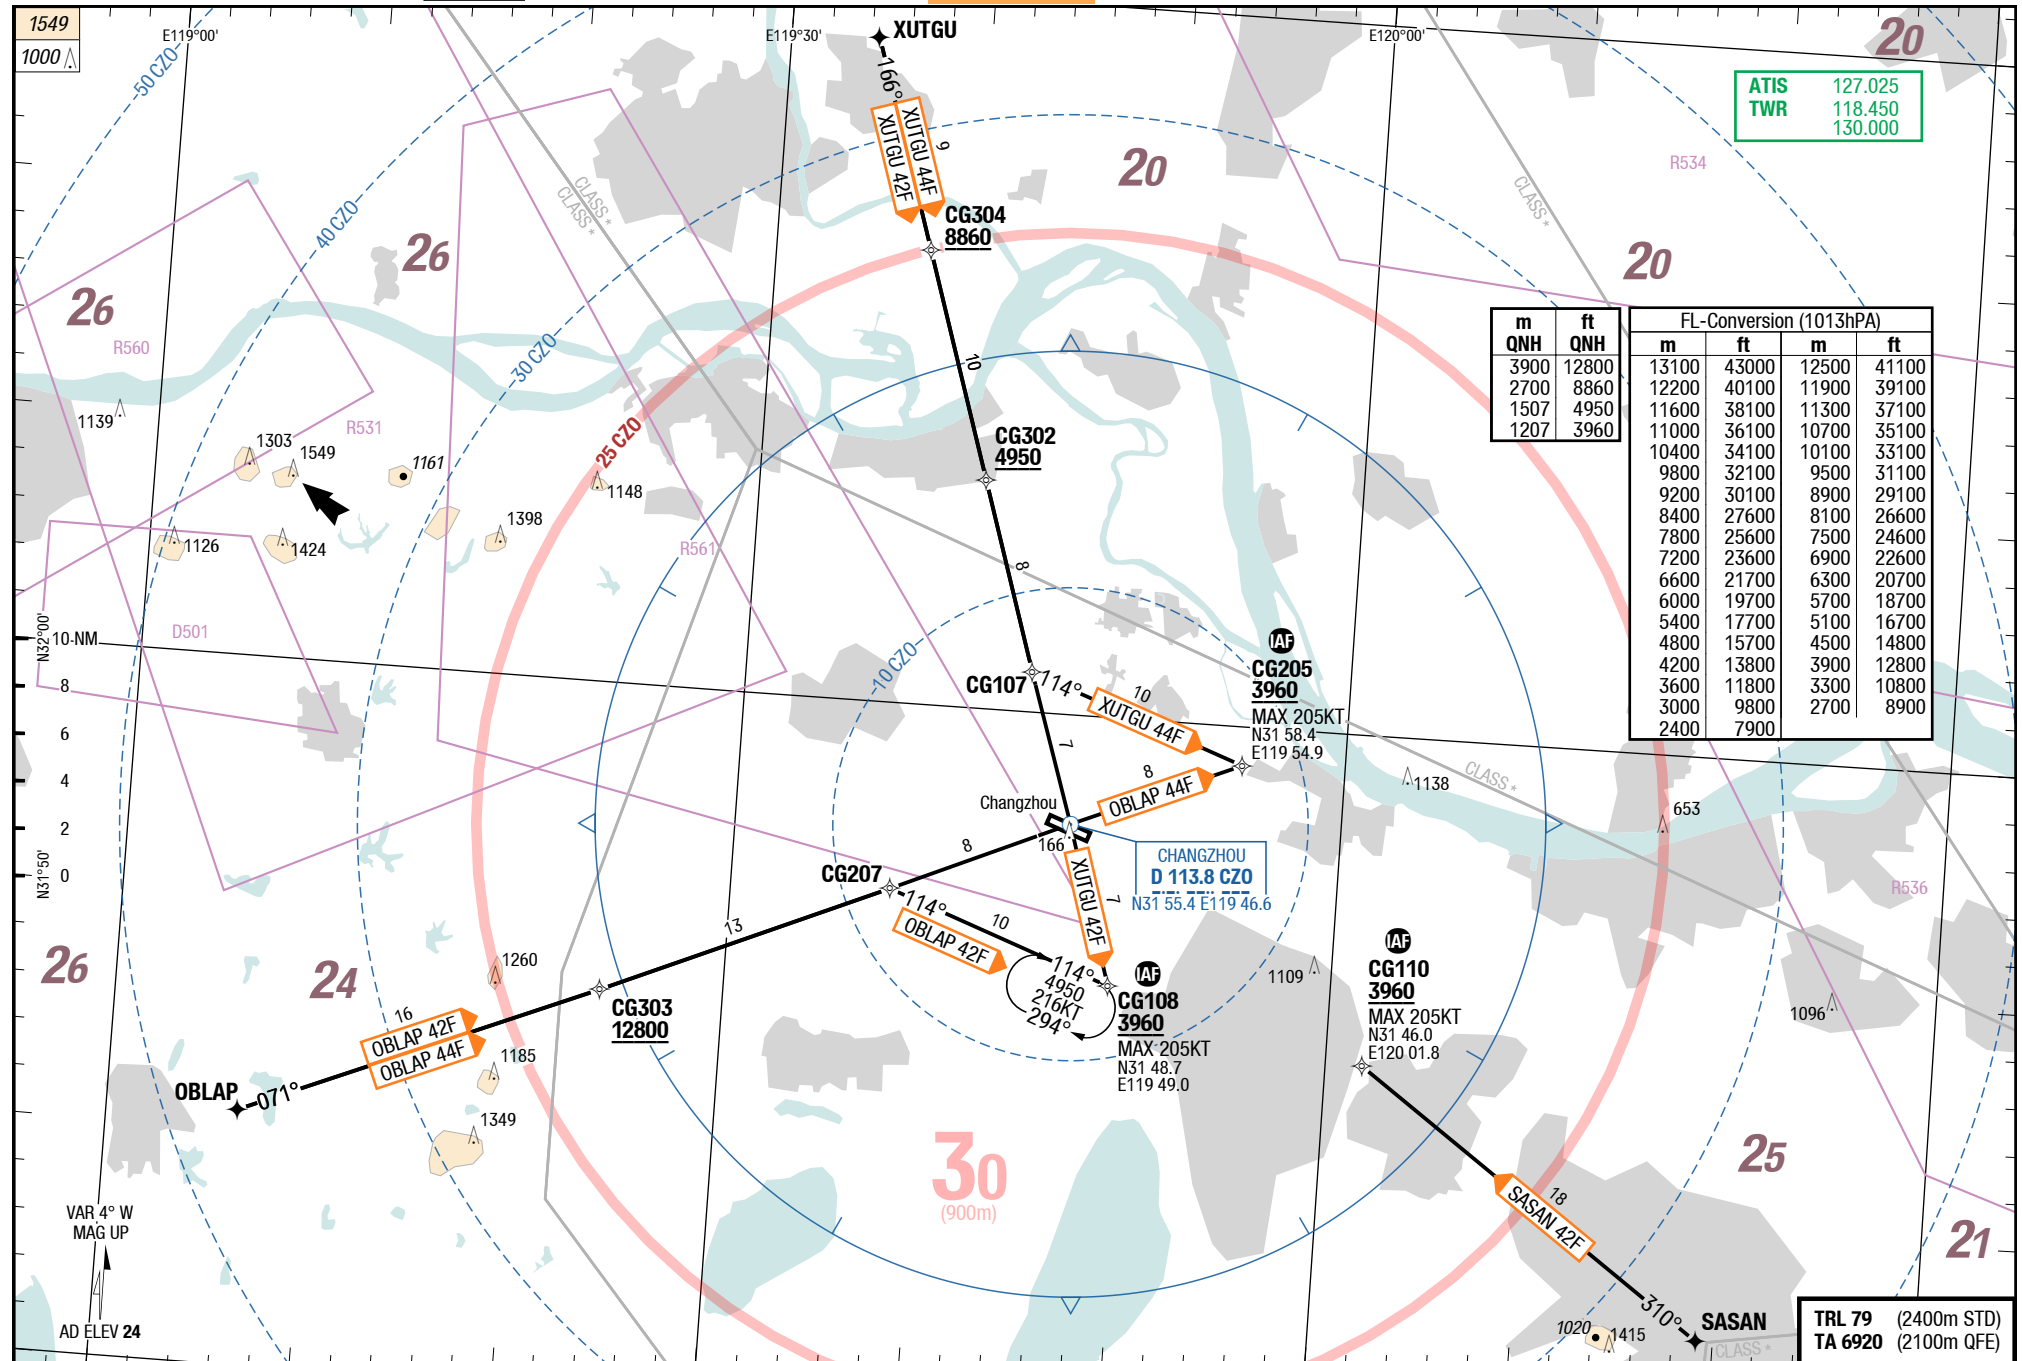 1549
1000
E119°00'
E119°30'
E120°00'
50 CZO
40 CZO
30 CZO
25 CZO
10 CZO
XUTGU
166°
XUTGU 42F
XUTGU 44F
9
CG304
8860
10
CG302
4950
8
CG107
114°
10
XUTGU 44F
7
IAF
CG205
3960
MAX 205KT
N31 58.4
E119 54.9
8
OBLAP 44F
Changzhou
166
CHANGZHOU
D 113.8 CZO
N31 55.4 E119 46.6
XUTGU 42F
7
8
CG207
114°
10
OBLAP 42F
114°
4950
216KT
294°
IAF
CG108
3960
MAX 205KT
N31 48.7
E119 49.0
13
CG303
12800
16
OBLAP 42F
OBLAP 44F
OBLAP
071°
IAF
CG110
3960
MAX 205KT
N31 46.0
E120 01.8
18
SASAN 42F
310°
SASAN
ATIS 127.025
TWR 118.450
130.000
20
20
20
26
26
26
24
25
21
30
(900m)
R534
R560
R531
R561
D501
R536
CLASS *
CLASS *
CLASS *
CLASS *
CLASS *
1139
1303
1549
1161
1126
1424
1398
1148
1138
653
1260
1185
1349
1109
1096
1020
1415
N32°00'
N31°50'
10-NM
8
6
4
2
0
m ft
QNH QNH
3900 12800
2700 8860
1507 4950
1207 3960
FL-Conversion (1013hPA)
m ft m ft
13100 43000 12500 41100
12200 40100 11900 39100
11600 38100 11300 37100
11000 36100 10700 35100
10400 34100 10100 33100
9800 32100 9500 31100
9200 30100 8900 29100
8400 27600 8100 26600
7800 25600 7500 24600
7200 23600 6900 22600
6600 21700 6300 20700
6000 19700 5700 18700
5400 17700 5100 16700
4800 15700 4500 14800
4200 13800 3900 12800
3600 11800 3300 10800
3000 9800 2700 8900
2400 7900
VAR 4° W
MAG UP
AD ELEV 24
TRL 79 (2400m STD)
TA 6920 (2100m QFE)